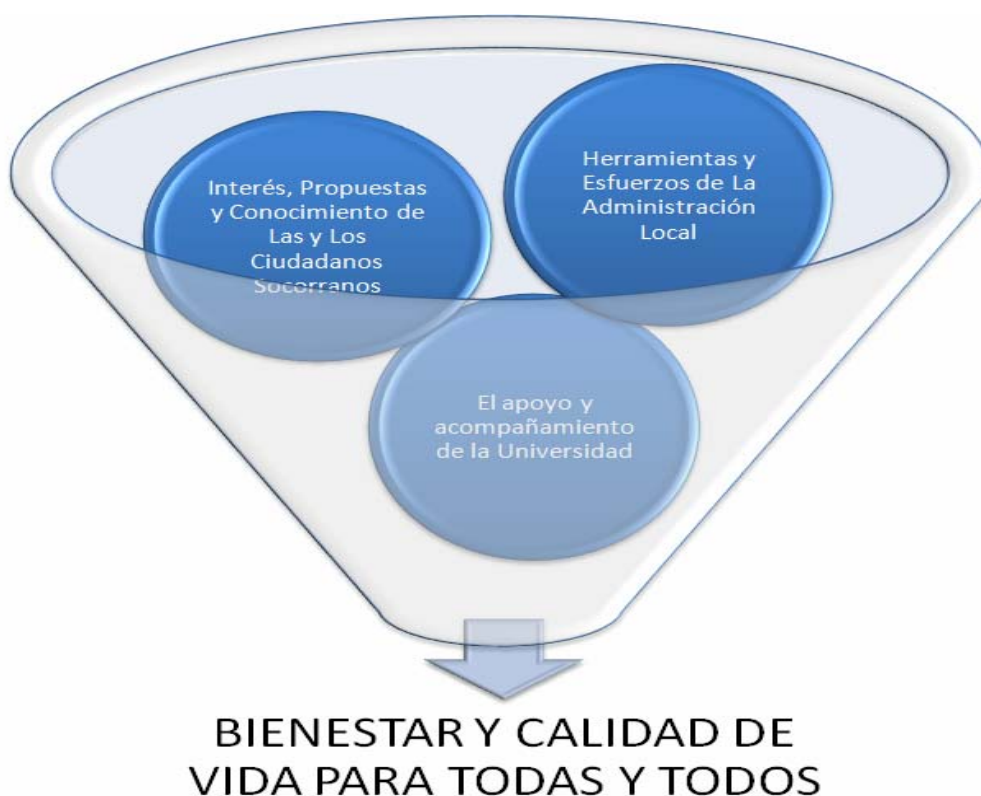 Interés, Propuestas
y Conocimiento de
Las y Los
Ciudadanos
Socorranos
Herramientas y
Esfuerzos de La
Administración
Local
El apoyo y
acompañamiento
de la Universidad
BIENESTAR Y CALIDAD DE
VIDA PARA TODAS Y TODOS